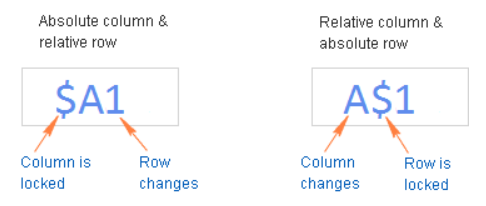 Absolute column &
relative row
$A1
Column is
locked
Row
changes
Relative column &
absolute row
A$1
Column
changes
Row is
locked